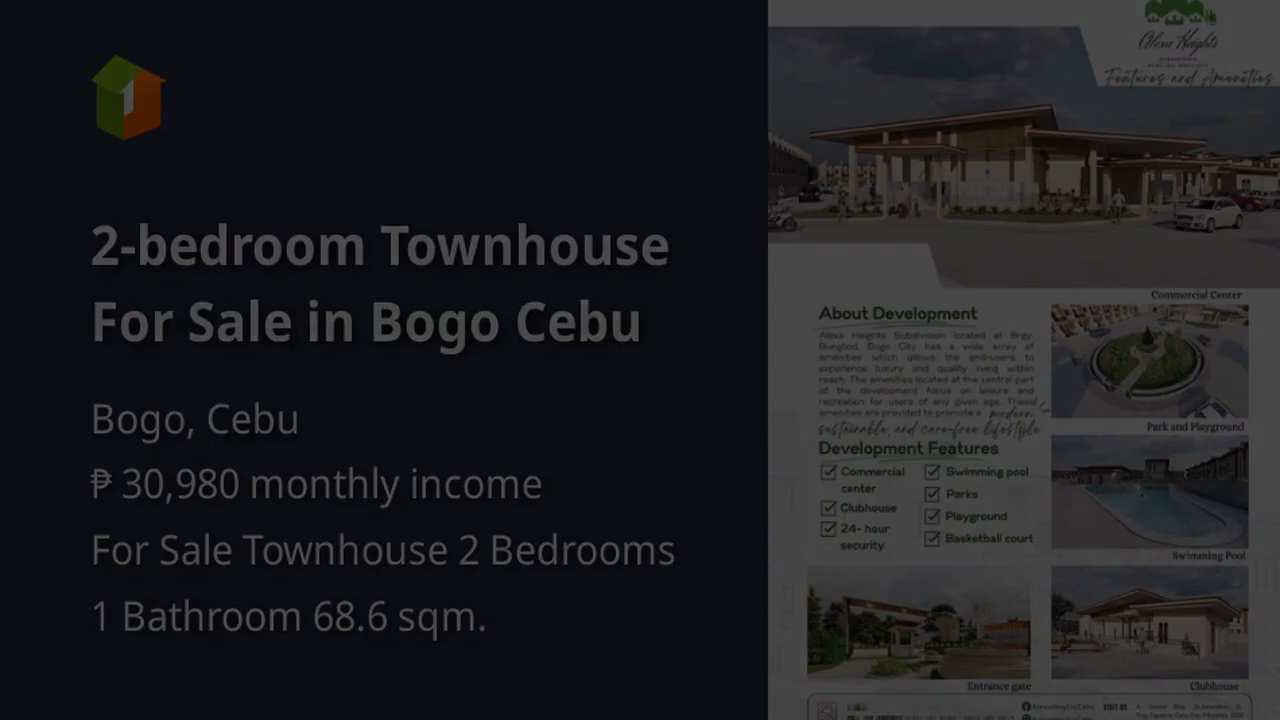 2-bedroom Townhouse
For Sale in Bogo Cebu
Bogo, Cebu
₱ 30,980 monthly income
For Sale Townhouse 2 Bedrooms
1 Bathroom 68.6 sqm.
Alexa Heights
Features and Amenities
Commercial Center
About Development
Alexa Heights Subdivision located at Brgy.
Bungtod, Bogo City has a wide array of
amenities which allows the end-users to
experience luxury and quality living within
reach. The amenities located at the central part
of the development focus on leisure and
recreation for users of any given age. These
amenities are provided to promote a modern,
sustainable, and care-free lifestyle
Park and Playground
Development Features
Commercial center
Clubhouse
24- hour security
Swimming pool
Parks
Playground
Basketball court
Swimming Pool
Entrance gate
Clubhouse
VISIT US